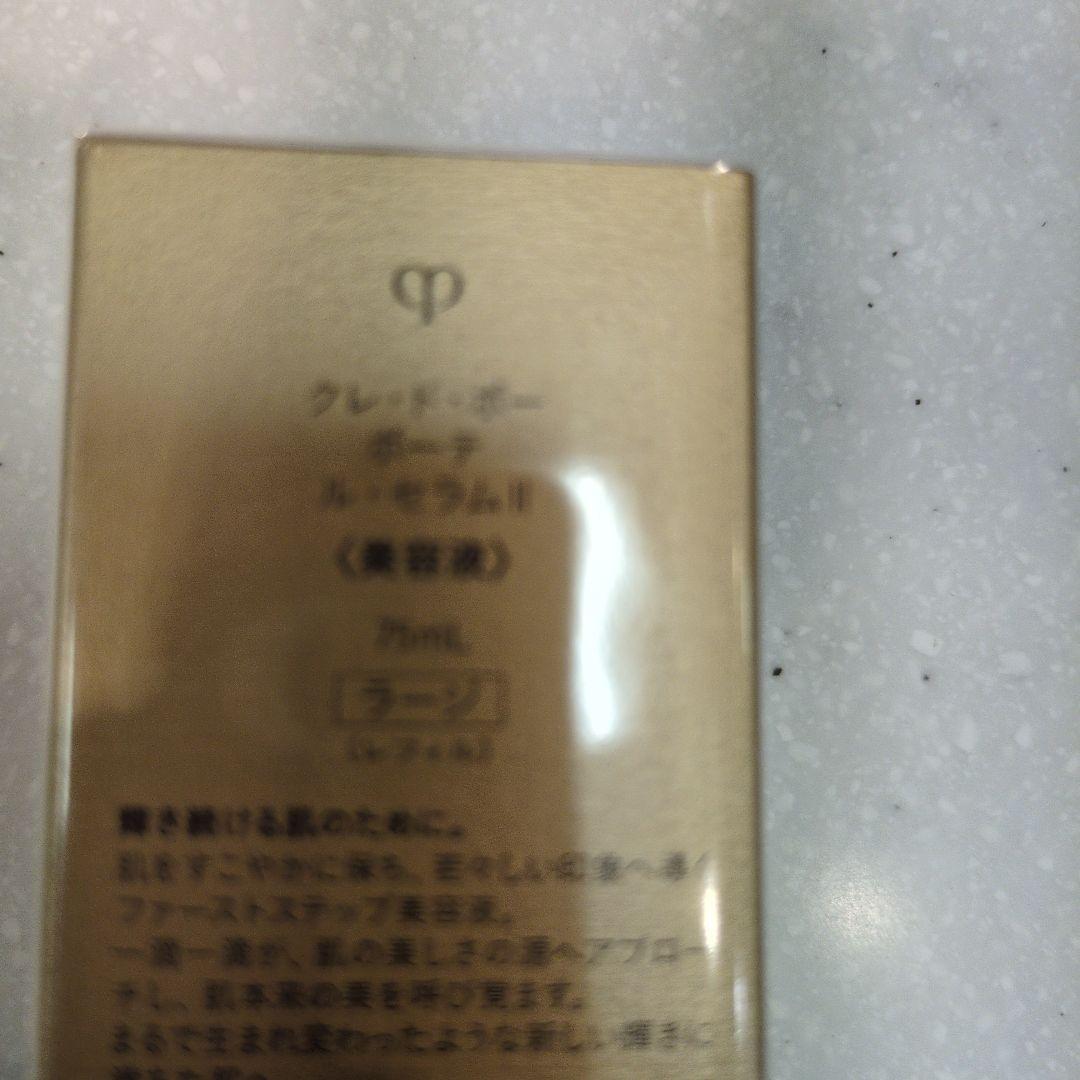 クレ・ド・ポー
ボーテ
ル・セラムⅡ
〈美容液〉
75mL
ラージ
(レフィル)
輝き続ける肌のために。
肌をすこやかに保ち、若々しい印象へ導く
ファーストステップ美容液。
一滴一滴が、肌の美しさの源へアプロー
チし、肌本来の美を呼び覚ます。
まるで生まれ変わったような新しい輝きに